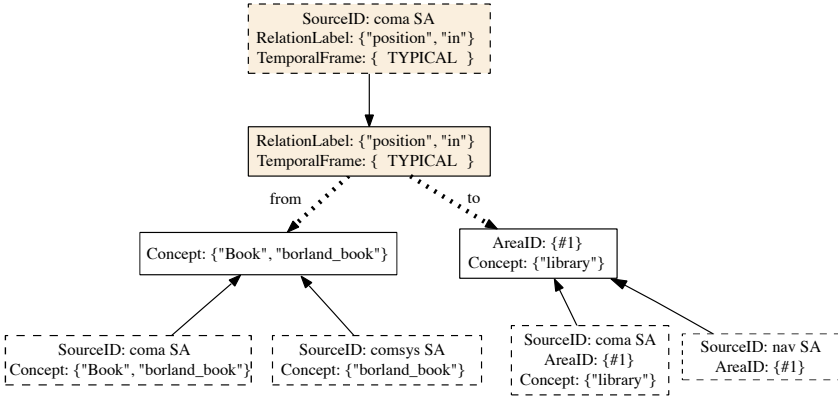 SourceID: coma SA
RelationLabel: {"position", "in"}
TemporalFrame: { TYPICAL }
RelationLabel: {"position", "in"}
TemporalFrame: { TYPICAL }
from
to
Concept: {"Book", "borland_book"}
AreaID: {#1}
Concept: {"library"}
SourceID: coma SA
Concept: {"Book", "borland_book"}
SourceID: comsys SA
Concept: {"borland_book"}
SourceID: coma SA
AreaID: {#1}
Concept: {"library"}
SourceID: nav SA
AreaID: {#1}